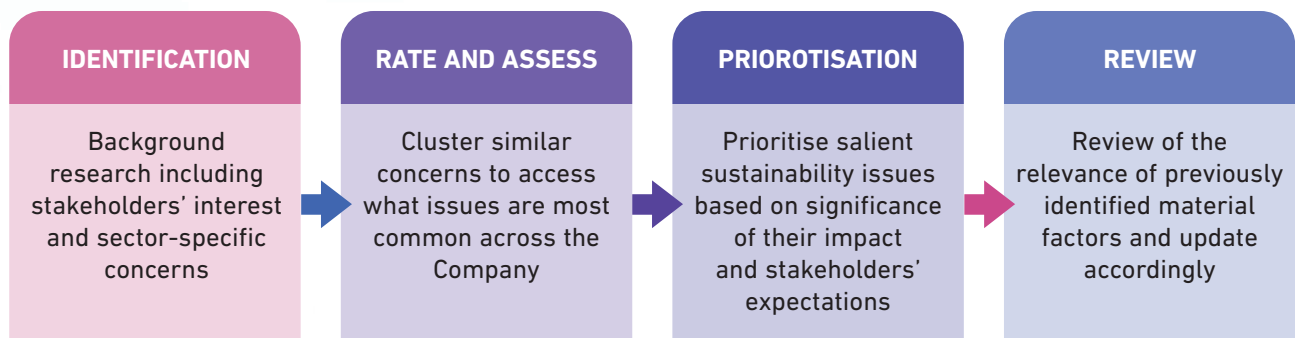 IDENTIFICATION
Background
research including
stakeholders’ interest
and sector-specific
concerns
RATE AND ASSESS
Cluster similar
concerns to access
what issues are most
common across the
Company
PRIOROTISATION
Prioritise salient
sustainability issues
based on significance
of their impact
and stakeholders’
expectations
REVIEW
Review of the
relevance of previously
identified material
factors and update
accordingly